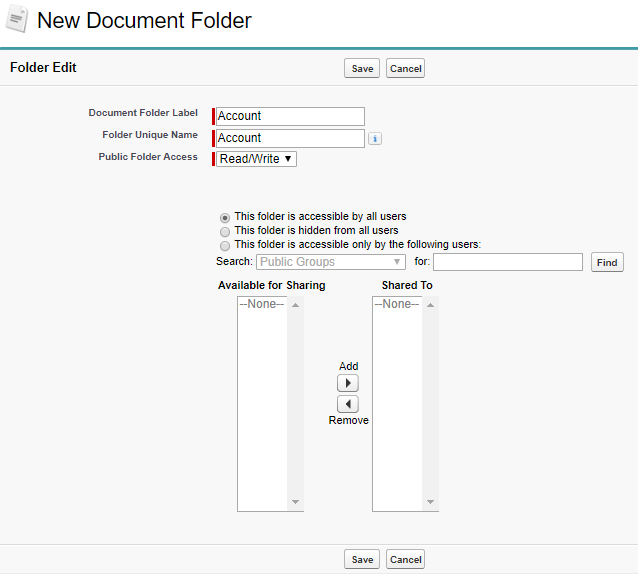 New Document Folder
Folder Edit Save Cancel
Document Folder Label Account
Folder Unique Name Account i
Public Folder Access Read/Write ▼
This folder is accessible by all users
This folder is hidden from all users
This folder is accessible only by the following users:
Search: Public Groups ▼ for: Find
Available for Sharing Shared To
--None-- --None--
Add
Remove
Save Cancel